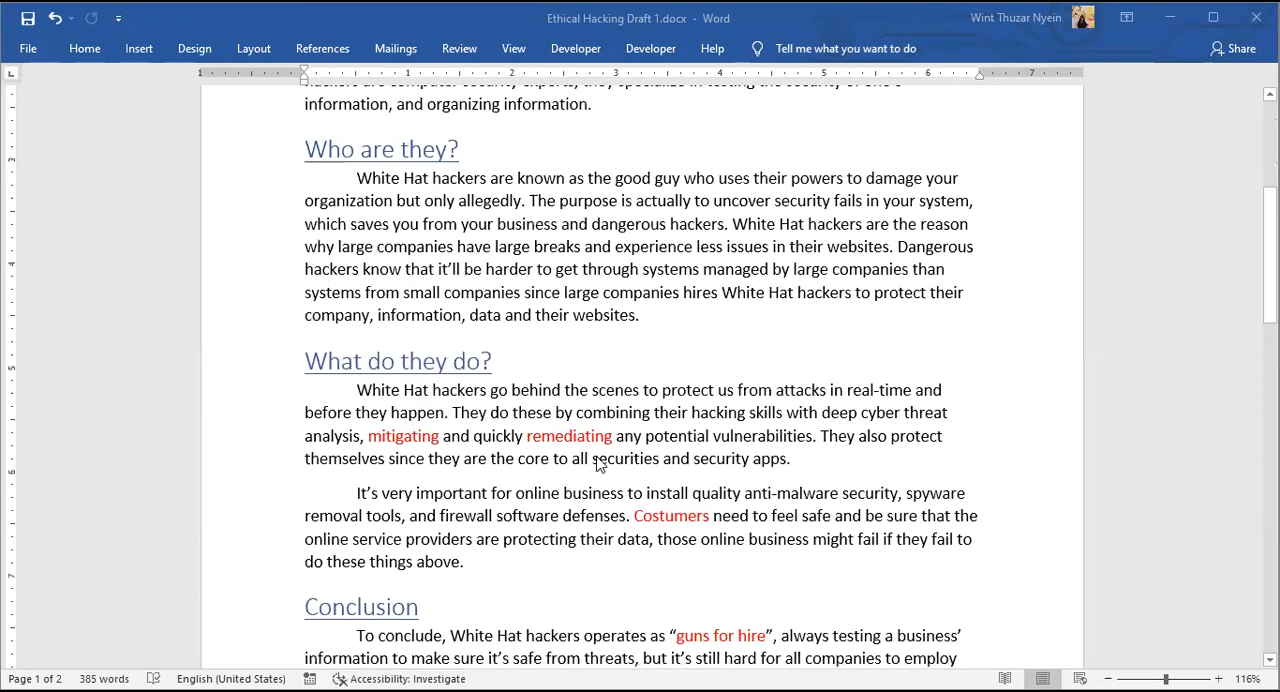 Ethical Hacking Draft 1.docx - Word
Wint Thuzar Nyein
File Home Insert Design Layout References Mailings Review View Developer Developer Help Tell me what you want to do Share
1 1 2 3 4 5 6 7
information, and organizing information.
Who are they?
White Hat hackers are known as the good guy who uses their powers to damage your
organization but only allegedly. The purpose is actually to uncover security fails in your system,
which saves you from your business and dangerous hackers. White Hat hackers are the reason
why large companies have large breaks and experience less issues in their websites. Dangerous
hackers know that it’ll be harder to get through systems managed by large companies than
systems from small companies since large companies hires White Hat hackers to protect their
company, information, data and their websites.
What do they do?
White Hat hackers go behind the scenes to protect us from attacks in real-time and
before they happen. They do these by combining their hacking skills with deep cyber threat
analysis, mitigating and quickly remediating any potential vulnerabilities. They also protect
themselves since they are the core to all securities and security apps.
It’s very important for online business to install quality anti-malware security, spyware
removal tools, and firewall software defenses. Costumers need to feel safe and be sure that the
online service providers are protecting their data, those online business might fail if they fail to
do these things above.
Conclusion
To conclude, White Hat hackers operates as “guns for hire”, always testing a business’
information to make sure it’s safe from threats, but it’s still hard for all companies to employ
Page 1 of 2 385 words English (United States) Accessibility: Investigate 116%